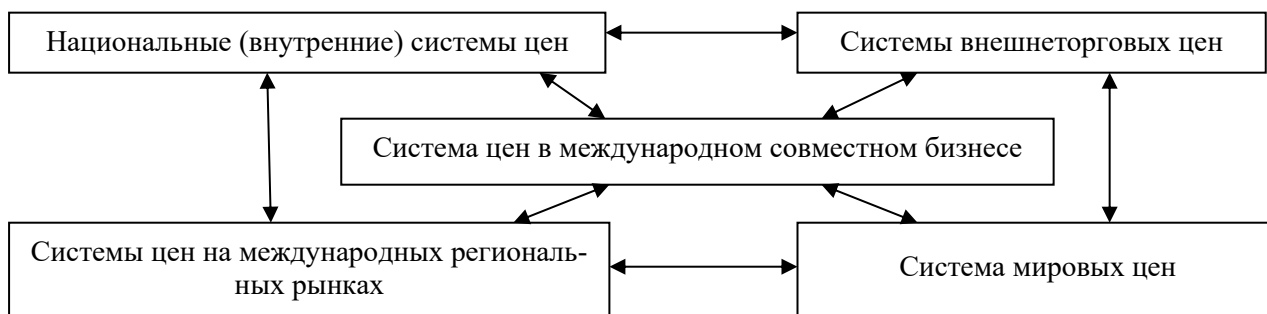 Национальные (внутренние) системы цен
Системы внешнеторговых цен
Система цен в международном совместном бизнесе
Системы цен на международных региональ-
ных рынках
Система мировых цен